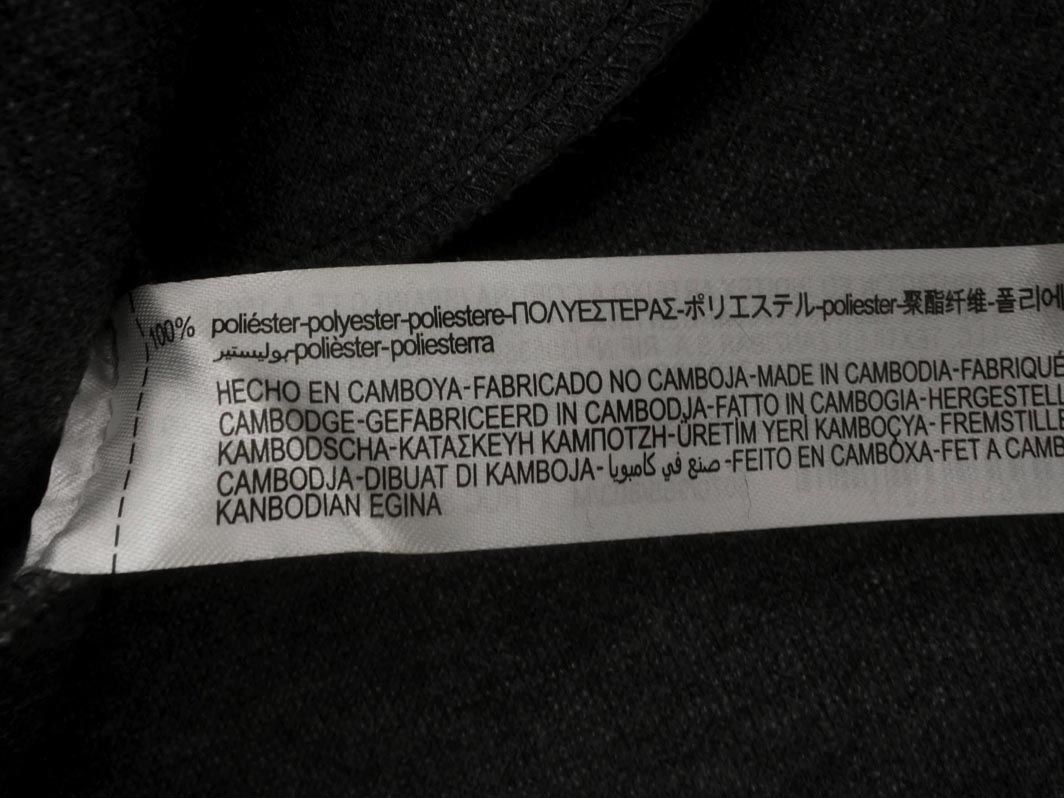 100% poliéster-polyester-poliestere-ΠΟΛΥΕΣΤΕΡΑΣ-ポリエステル-poliester-聚酯纤维-폴리에
بوليستير-polièster-poliesterra
HECHO EN CAMBOYA-FABRICADO NO CAMBOJA-MADE IN CAMBODIA-FABRIQUÉ
CAMBODGE-GEFABRICEERD IN CAMBODJA-FATTO IN CAMBOGIA-HERGESTELL
KAMBODSCHA-ΚΑΤΑΣΚΕΥΗ ΚΑΜΠΟΤΖΗ-ÜRETİM YERİ KAMBOÇYA- FREMSTILLE
CAMBODJA-DIBUAT DI KAMBOJA- صنع في كامبوبا -FEITO EN CAMBOXA-FET A CAMB
KANBODIAN EGINA